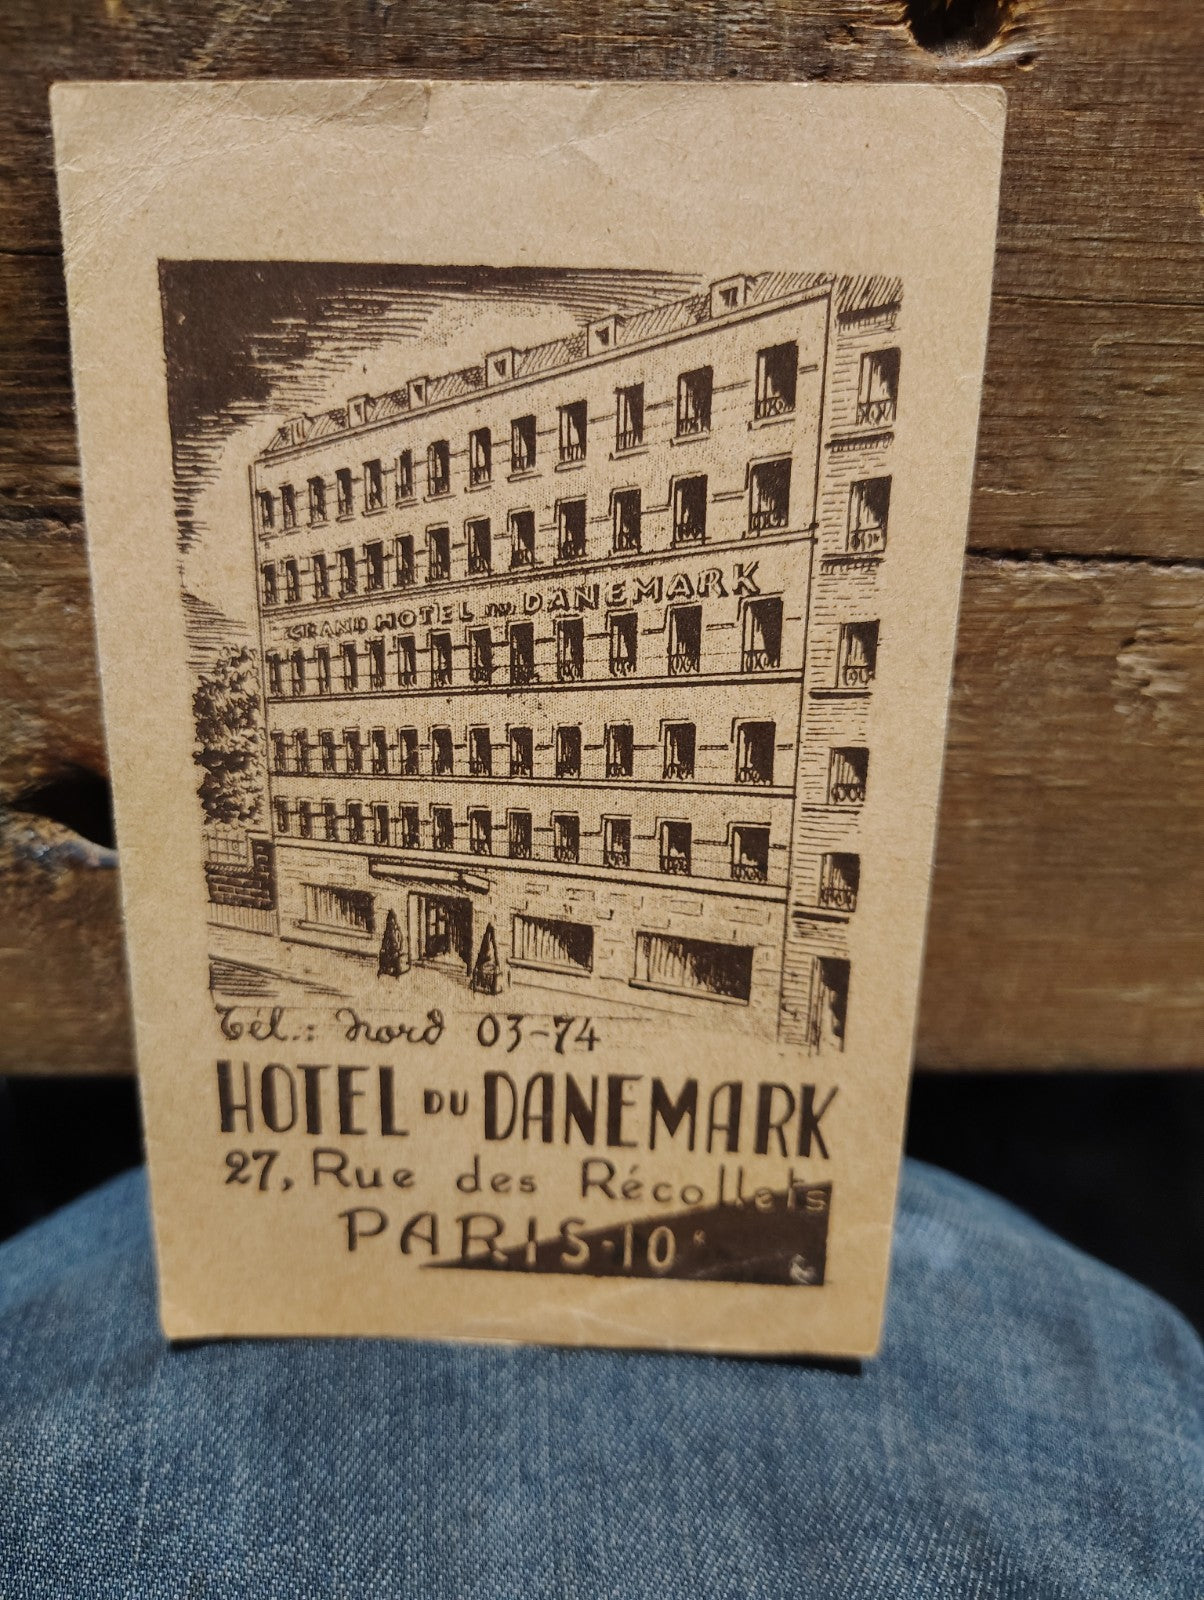 GRAND HOTEL DU DANEMARK
Tél.: Nord 03-74
HOTEL DU DANEMARK
27, Rue des Récollets
PARIS-10e